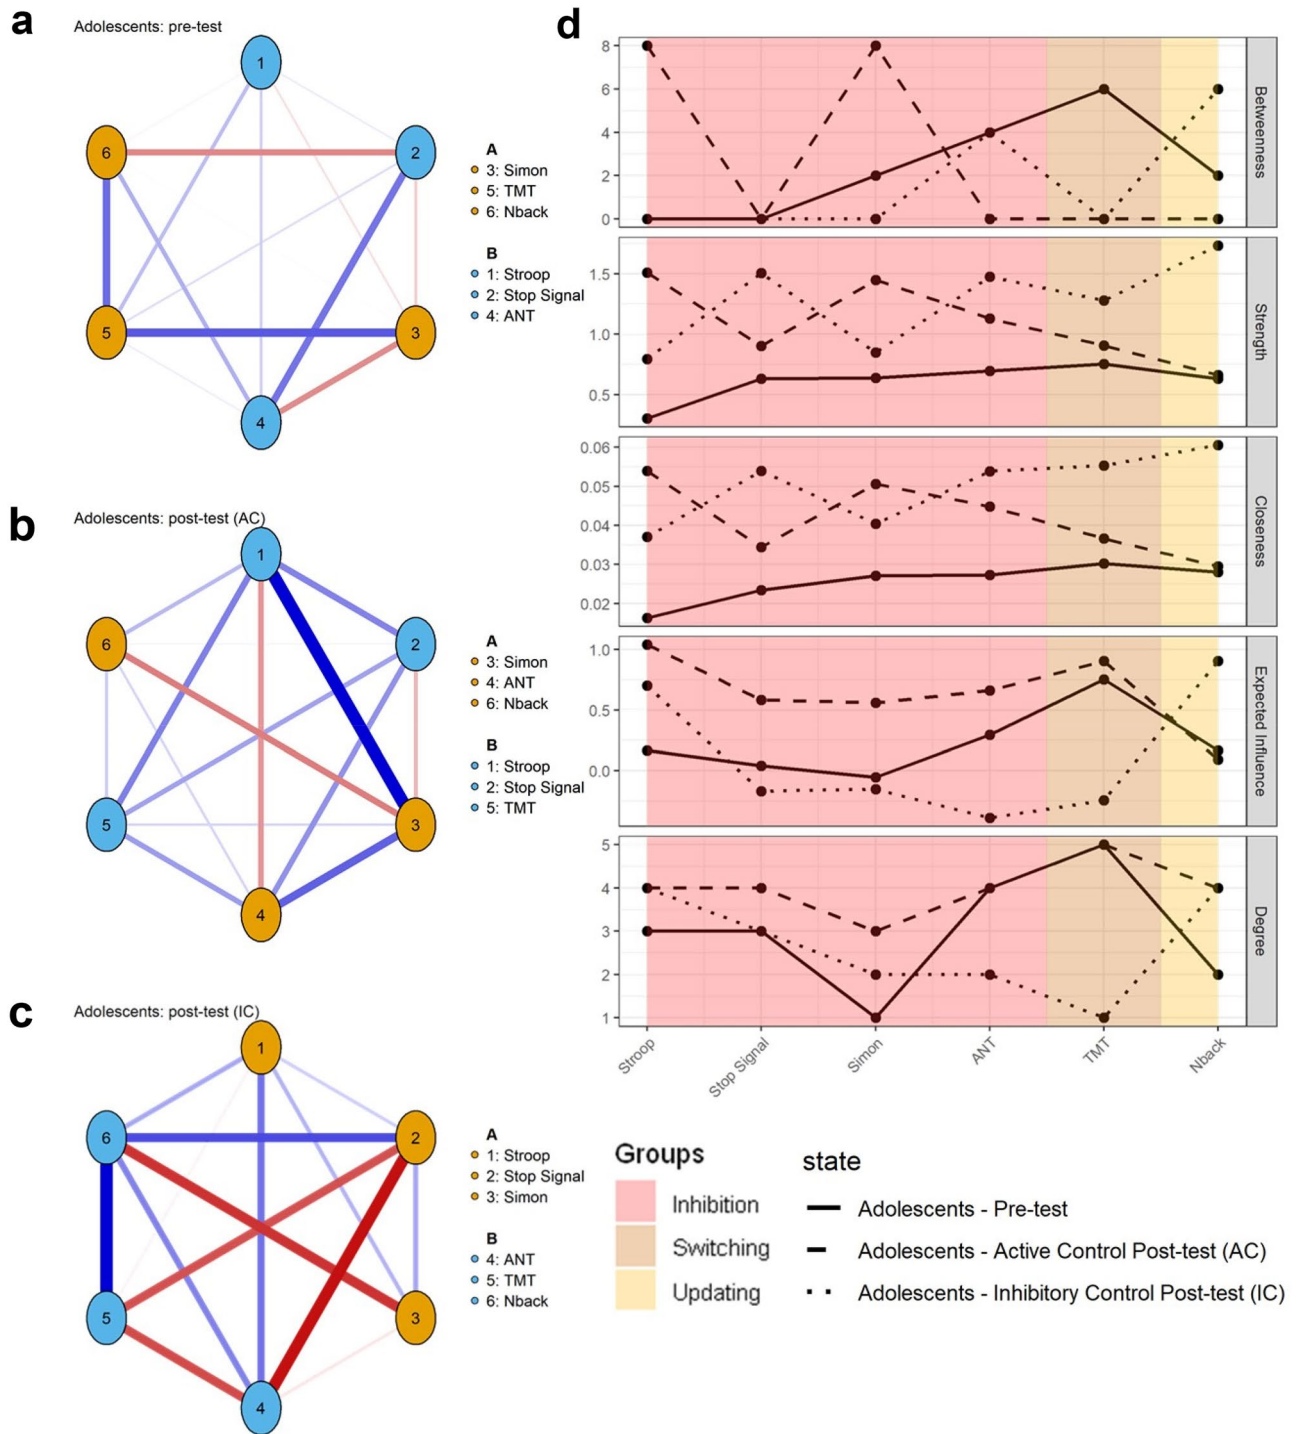 a
Adolescents: pre-test
1
6
2
5
3
4
A
3: Simon
5: TMT
6: Nback
B
1: Stroop
2: Stop Signal
4: ANT
b
Adolescents: post-test (AC)
1
6
2
5
3
4
A
3: Simon
4: ANT
6: Nback
B
1: Stroop
2: Stop Signal
5: TMT
c
Adolescents: post-test (IC)
1
6
2
5
3
4
A
1: Stroop
2: Stop Signal
3: Simon
B
4: ANT
5: TMT
6: Nback
d
8
6
4
2
0
Betweenness
1.5
1.0
0.5
Strength
0.06
0.05
0.04
0.03
0.02
Closeness
1.0
0.5
0.0
Expected Influence
5
4
3
2
1
Degree
Stroop
Stop Signal
Simon
ANT
TMT
Nback
Groups
Inhibition
Switching
Updating
state
Adolescents - Pre-test
Adolescents - Active Control Post-test (AC)
Adolescents - Inhibitory Control Post-test (IC)